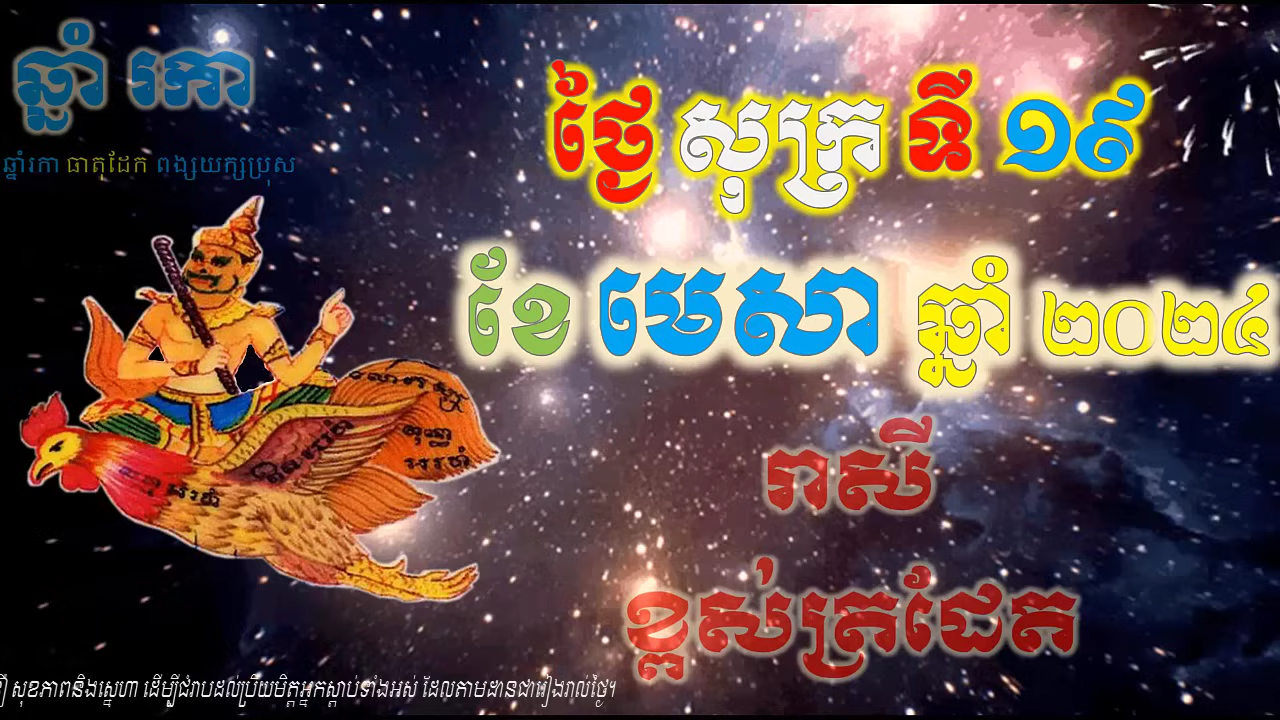 ឆ្នាំ រកា
ឆ្នាំរកា ធាតុដែក ពង្សយក្សប្រុស
ថ្ងៃ សុក្រ ទី ១៩
ខែ មេសា ឆ្នាំ ២០២៤
រាសី
ខ្ពស់ត្រដែត
សុខភាពនិងស្នេហា ដើម្បីជំរាបដល់ប្រិយមិត្តអ្នកស្តាប់ទាំងអស់ ដែលតាមដានជារៀងរាល់ថ្ងៃ។